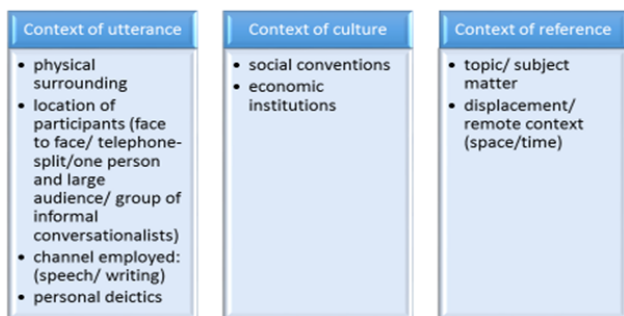 Context of utterance
• physical
surrounding
• location of
participants (face
to face/ telephone-
split/one person
and large
audience/ group of
informal
conversationalists)
• channel employed:
(speech/ writing)
• personal deictics
Context of culture
• social conventions
• economic
institutions
Context of reference
• topic/ subject
matter
• displacement/
remote context
(space/time)